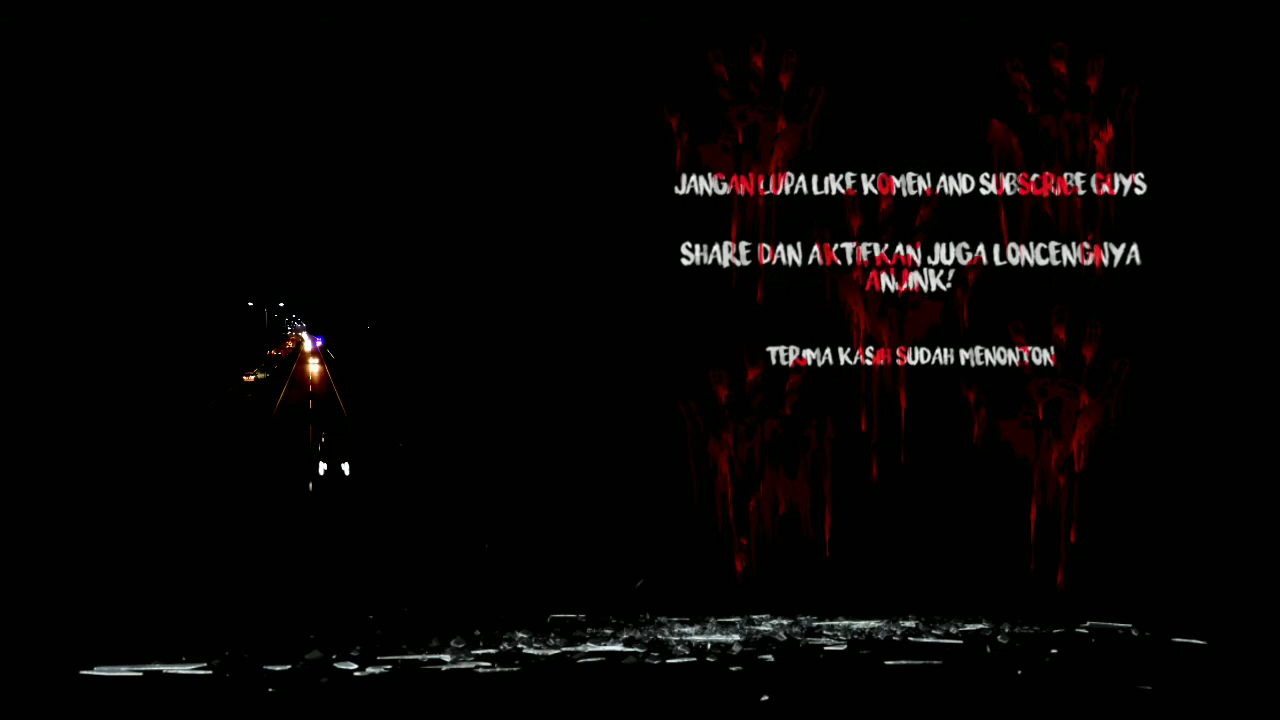 JANGAN LUPA LIKE KOMEN AND SUBSCRIBE GUYS
SHARE DAN AKTIFKAN JUGA LONCENGNYA
ANJINK!
TERIMA KASIH SUDAH MENONTON